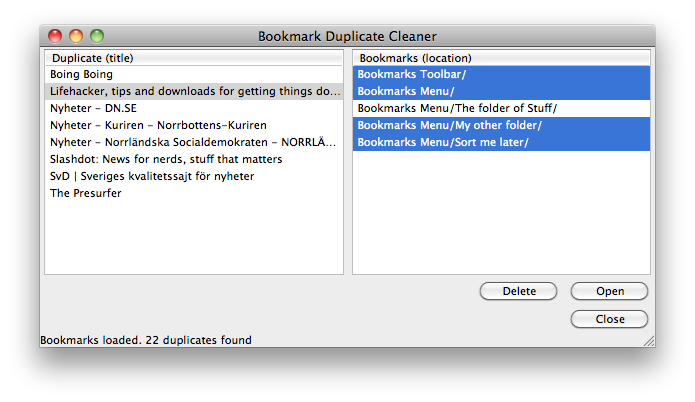 Bookmark Duplicate Cleaner
Duplicate (title)
Boing Boing
Lifehacker, tips and downloads for getting things do...
Nyheter – DN.SE
Nyheter – Kuriren – Norrbottens-Kuriren
Nyheter – Norrländska Socialdemokraten – NORRLÄ...
Slashdot: News for nerds, stuff that matters
SvD | Sveriges kvalitetssajt för nyheter
The Presurfer
Bookmarks (location)
Bookmarks Toolbar/
Bookmarks Menu/
Bookmarks Menu/The folder of Stuff/
Bookmarks Menu/My other folder/
Bookmarks Menu/Sort me later/
Delete
Open
Close
Bookmarks loaded. 22 duplicates found